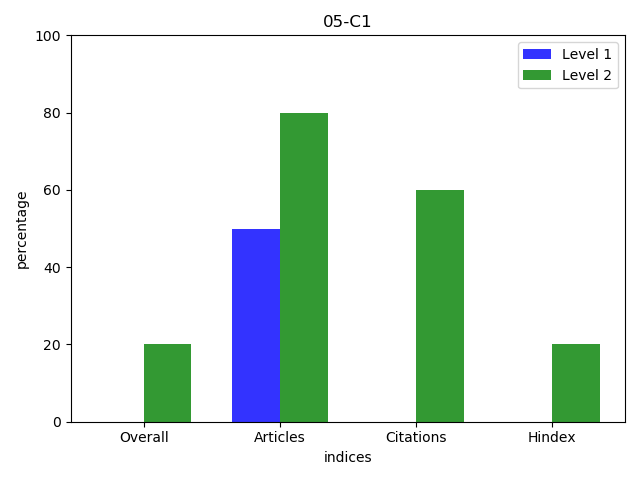 05-C1
Level 1
Level 2
percentage
100
80
60
40
20
0
Overall
Articles
Citations
Hindex
indices